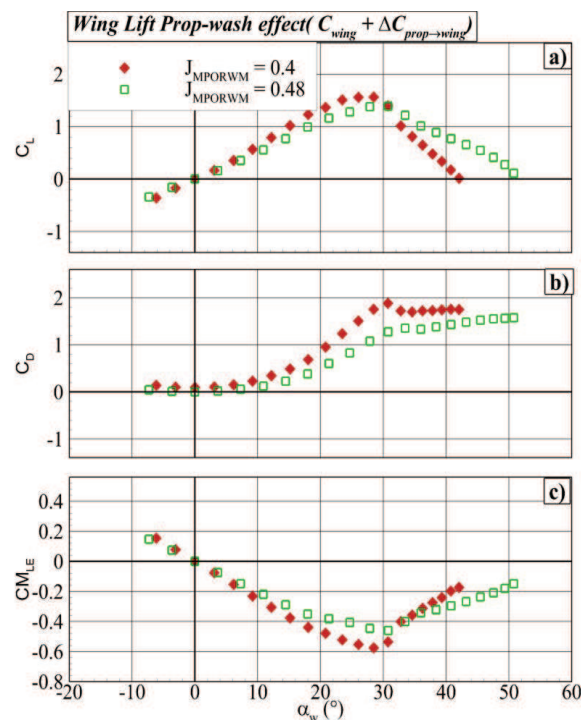 Wing Lift Prop-wash effect( C_wing + ΔC_prop→wing)
J_MPORWM = 0.4
J_MPORWM = 0.48
a)
2
1
0
-1
C_L
b)
2
1
0
-1
C_D
c)
0.4
0.2
0
-0.2
-0.4
-0.6
-0.8
CM_LE
-20 -10 0 10 20 30 40 50 60
α_w (°)